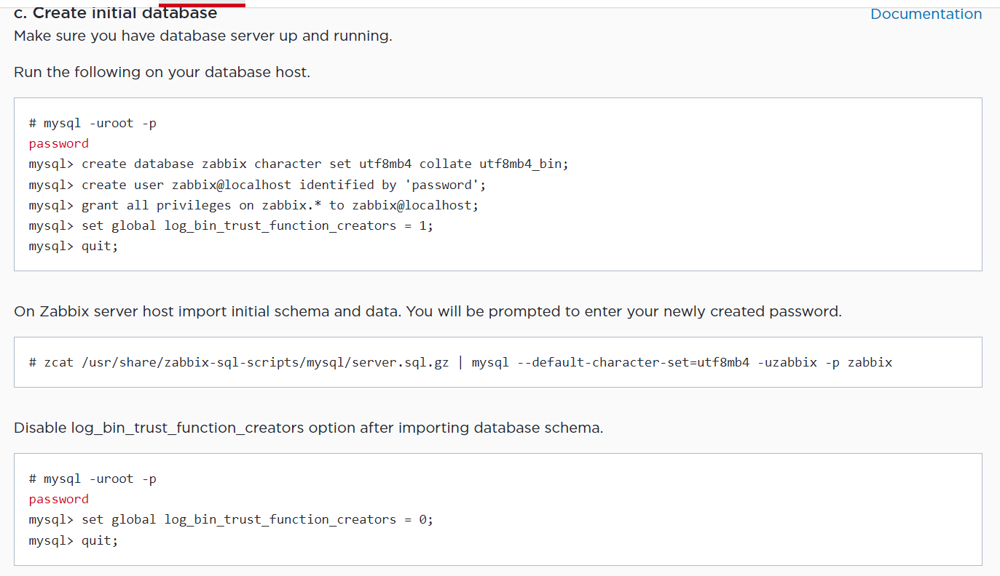 c. Create initial database
Documentation
Make sure you have database server up and running.
Run the following on your database host.
# mysql -uroot -p
password
mysql> create database zabbix character set utf8mb4 collate utf8mb4_bin;
mysql> create user zabbix@localhost identified by 'password';
mysql> grant all privileges on zabbix.* to zabbix@localhost;
mysql> set global log_bin_trust_function_creators = 1;
mysql> quit;
On Zabbix server host import initial schema and data. You will be prompted to enter your newly created password.
# zcat /usr/share/zabbix-sql-scripts/mysql/server.sql.gz | mysql --default-character-set=utf8mb4 -uzabbix -p zabbix
Disable log_bin_trust_function_creators option after importing database schema.
# mysql -uroot -p
password
mysql> set global log_bin_trust_function_creators = 0;
mysql> quit;